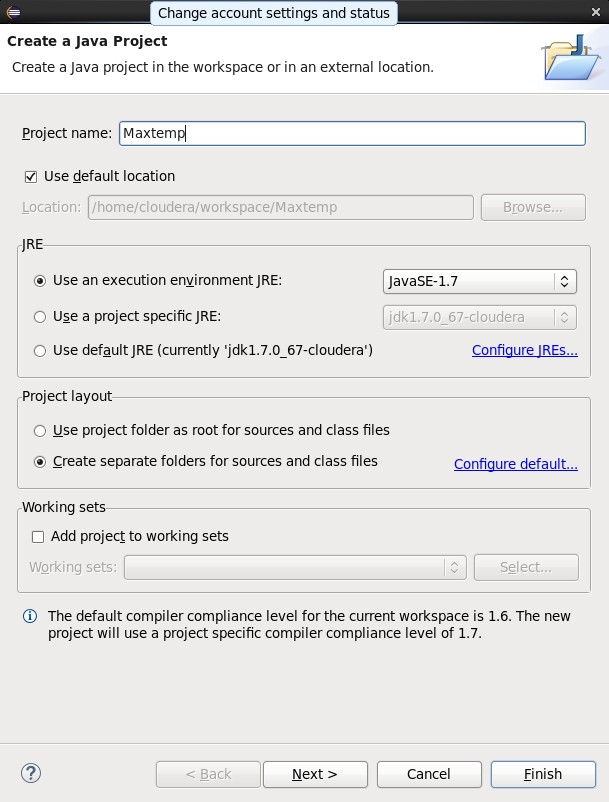 Change account settings and status
Create a Java Project
Create a Java project in the workspace or in an external location.
Project name: Maxtemp
Use default location
Location: /home/cloudera/workspace/Maxtemp Browse...
JRE
Use an execution environment JRE: JavaSE-1.7
Use a project specific JRE: jdk1.7.0_67-cloudera
Use default JRE (currently 'jdk1.7.0_67-cloudera') Configure JREs...
Project layout
Use project folder as root for sources and class files
Create separate folders for sources and class files Configure default...
Working sets
Add project to working sets
Working sets: Select...
The default compiler compliance level for the current workspace is 1.6. The new
project will use a project specific compiler compliance level of 1.7.
? < Back Next > Cancel Finish